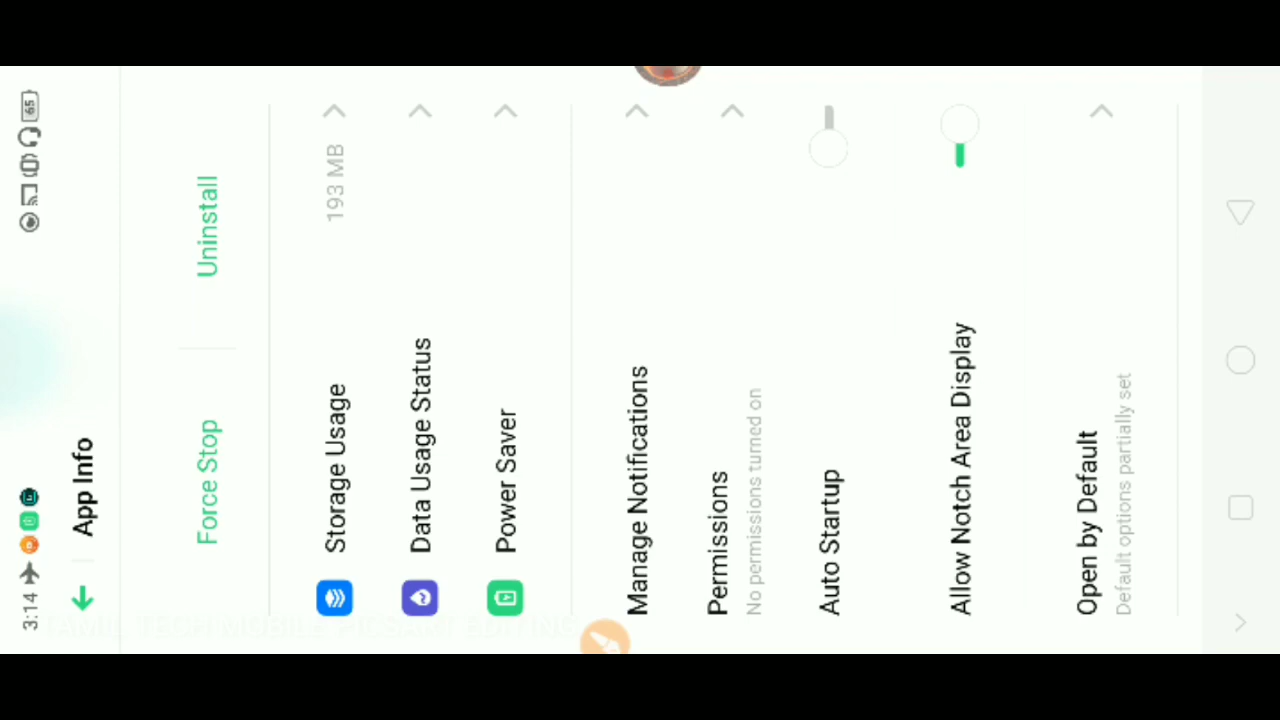 3:14
65
App Info
Force Stop
Uninstall
Storage Usage
193 MB
Data Usage Status
Power Saver
Manage Notifications
Permissions
No permissions turned on
Auto Startup
Allow Notch Area Display
Open by Default
Default options partially set